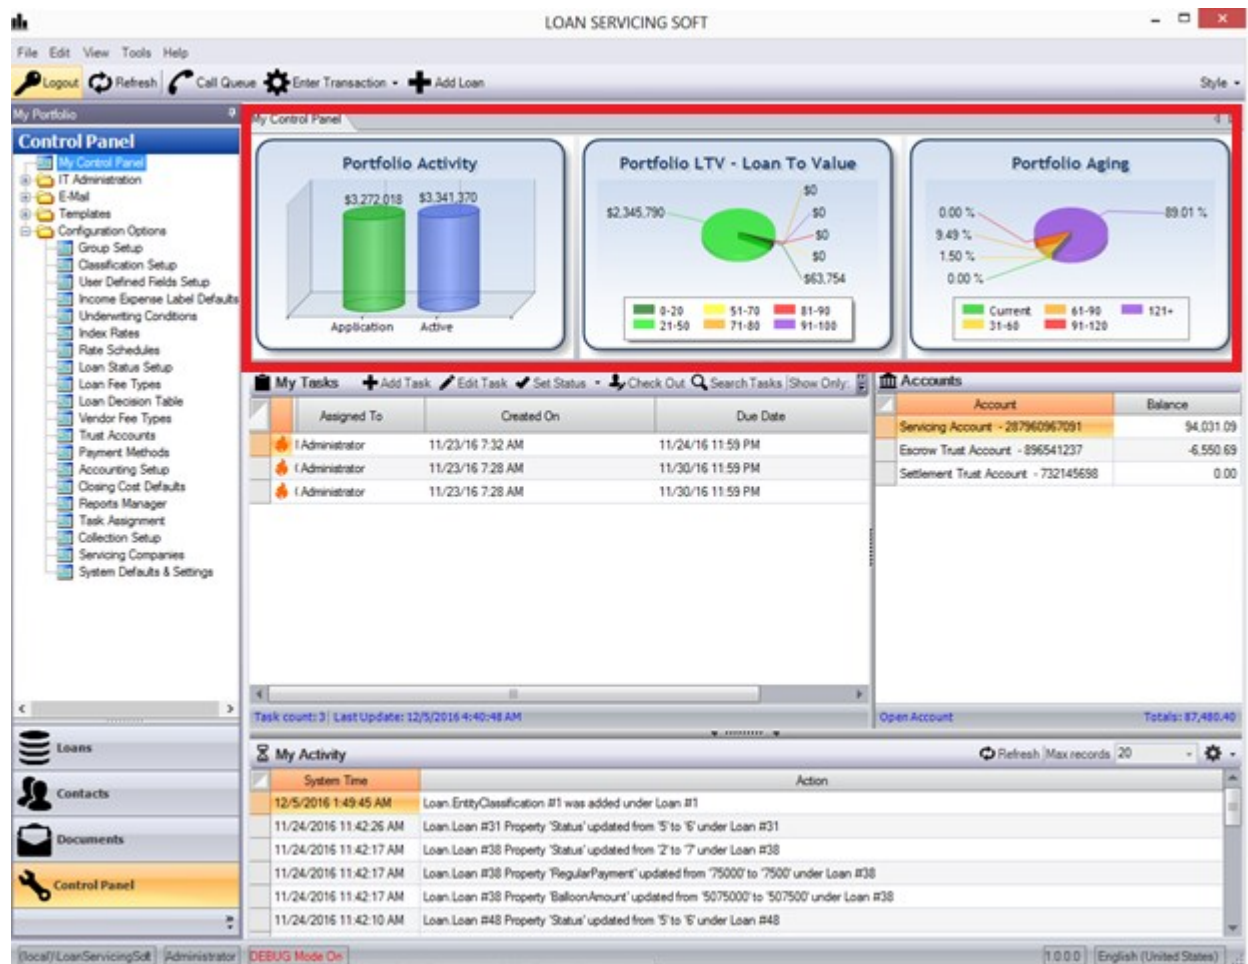 LOAN SERVICING SOFT
File Edit View Tools Help
Logout Refresh Call Queue Enter Transaction Add Loan Style
My Portfolio
Control Panel
My Control Panel
IT Administration
E-Mail
Templates
Configuration Options
Group Setup
Classification Setup
User Defined Fields Setup
Income Expense Label Defaults
Underwriting Conditions
Index Rates
Rate Schedules
Loan Status Setup
Loan Fee Types
Loan Decision Table
Vendor Fee Types
Trust Accounts
Payment Methods
Accounting Setup
Closing Cost Defaults
Reports Manager
Task Assignment
Collection Setup
Servicing Companies
System Defaults & Settings
Loans
Contacts
Documents
Control Panel
My Control Panel
Portfolio Activity
$3,272,018 $3,341,370
Application Active
Portfolio LTV - Loan To Value
$0
$2,345,790 $0
$0
$0
$63,754
0-20 51-70 81-90
21-50 71-80 91-100
Portfolio Aging
0.00 % 89.01 %
9.49 %
1.50 %
0.00 %
Current 61-90 121+
31-60 91-120
My Tasks Add Task Edit Task Set Status Check Out Search Tasks Show Only:
Assigned To Created On Due Date
Administrator 11/23/16 7:32 AM 11/24/16 11:59 PM
Administrator 11/23/16 7:28 AM 11/30/16 11:59 PM
Administrator 11/23/16 7:28 AM 11/30/16 11:59 PM
Task count: 3 Last Update: 12/5/2016 4:40:48 AM
Accounts
Account Balance
Servicing Account - 287960967091 94,031.09
Escrow Trust Account - 896541237 -6,550.69
Settlement Trust Account - 732145698 0.00
Open Account Totals: 87,480.40
My Activity Refresh Max records 20
System Time Action
12/5/2016 1:49:45 AM Loan.EntityClassification #1 was added under Loan #1
11/24/2016 11:42:26 AM Loan.Loan #31 Property 'Status' updated from '5' to '6' under Loan #31
11/24/2016 11:42:17 AM Loan.Loan #38 Property 'Status' updated from '2' to '7' under Loan #38
11/24/2016 11:42:17 AM Loan.Loan #38 Property 'RegularPayment' updated from '75000' to '7500' under Loan #38
11/24/2016 11:42:17 AM Loan.Loan #38 Property 'BalloonAmount' updated from '5075000' to '507500' under Loan #38
11/24/2016 11:42:10 AM Loan.Loan #48 Property 'Status' updated from '5' to '6' under Loan #48
(local)\LoanServicingSoft Administrator DEBUG Mode On 1.0.0.0 English (United States)